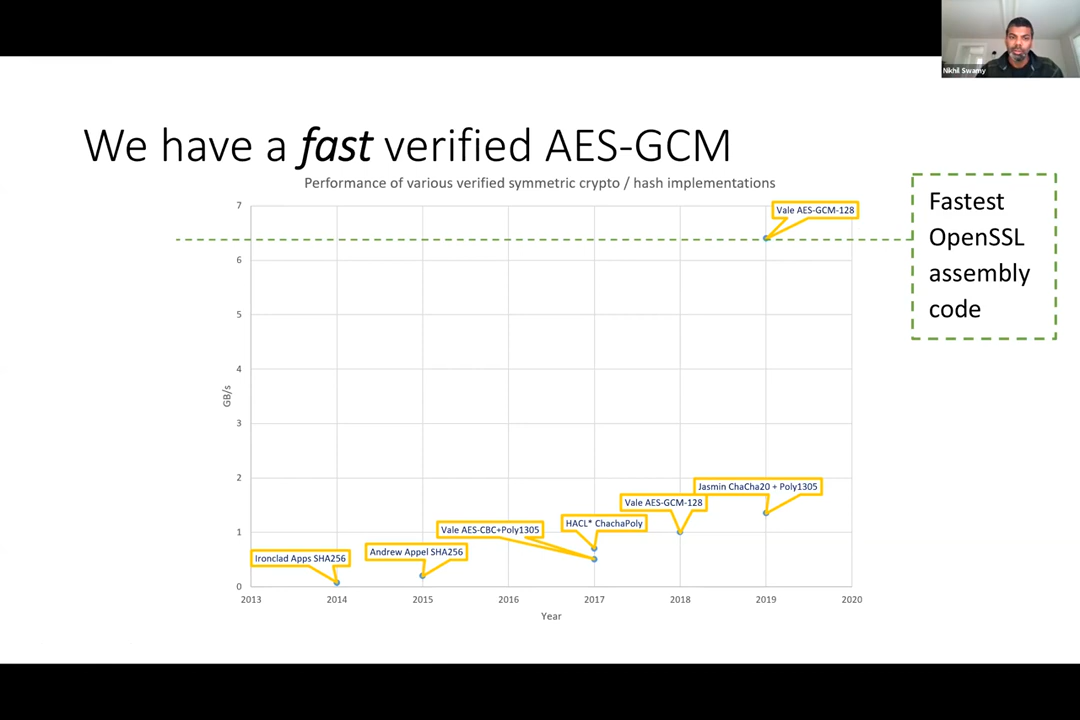 Nikhil Swamy
We have a fast verified AES-GCM
Performance of various verified symmetric crypto / hash implementations
Fastest
OpenSSL
assembly
code
Vale AES-GCM-128
7
6
5
4
3
2
1
0
GB/s
Jasmin ChaCha20 + Poly1305
Vale AES-GCM-128
HACL* ChachaPoly
Vale AES-CBC+Poly1305
Andrew Appel SHA256
Ironclad Apps SHA256
2013 2014 2015 2016 2017 2018 2019 2020
Year